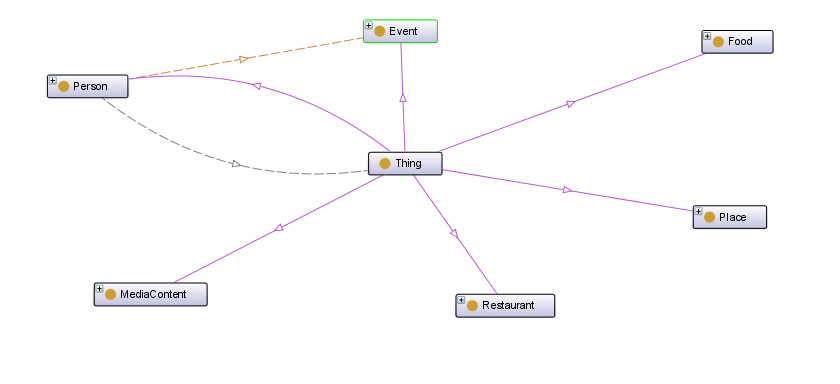 Event
Food
Person
Thing
Place
MediaContent
Restaurant